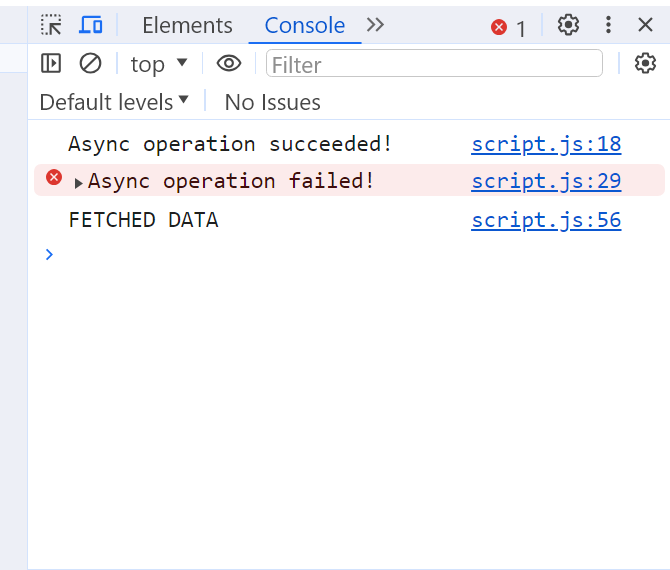 Elements Console 1
top Filter
Default levels No Issues
Async operation succeeded! script.js:18
Async operation failed! script.js:29
FETCHED DATA script.js:56